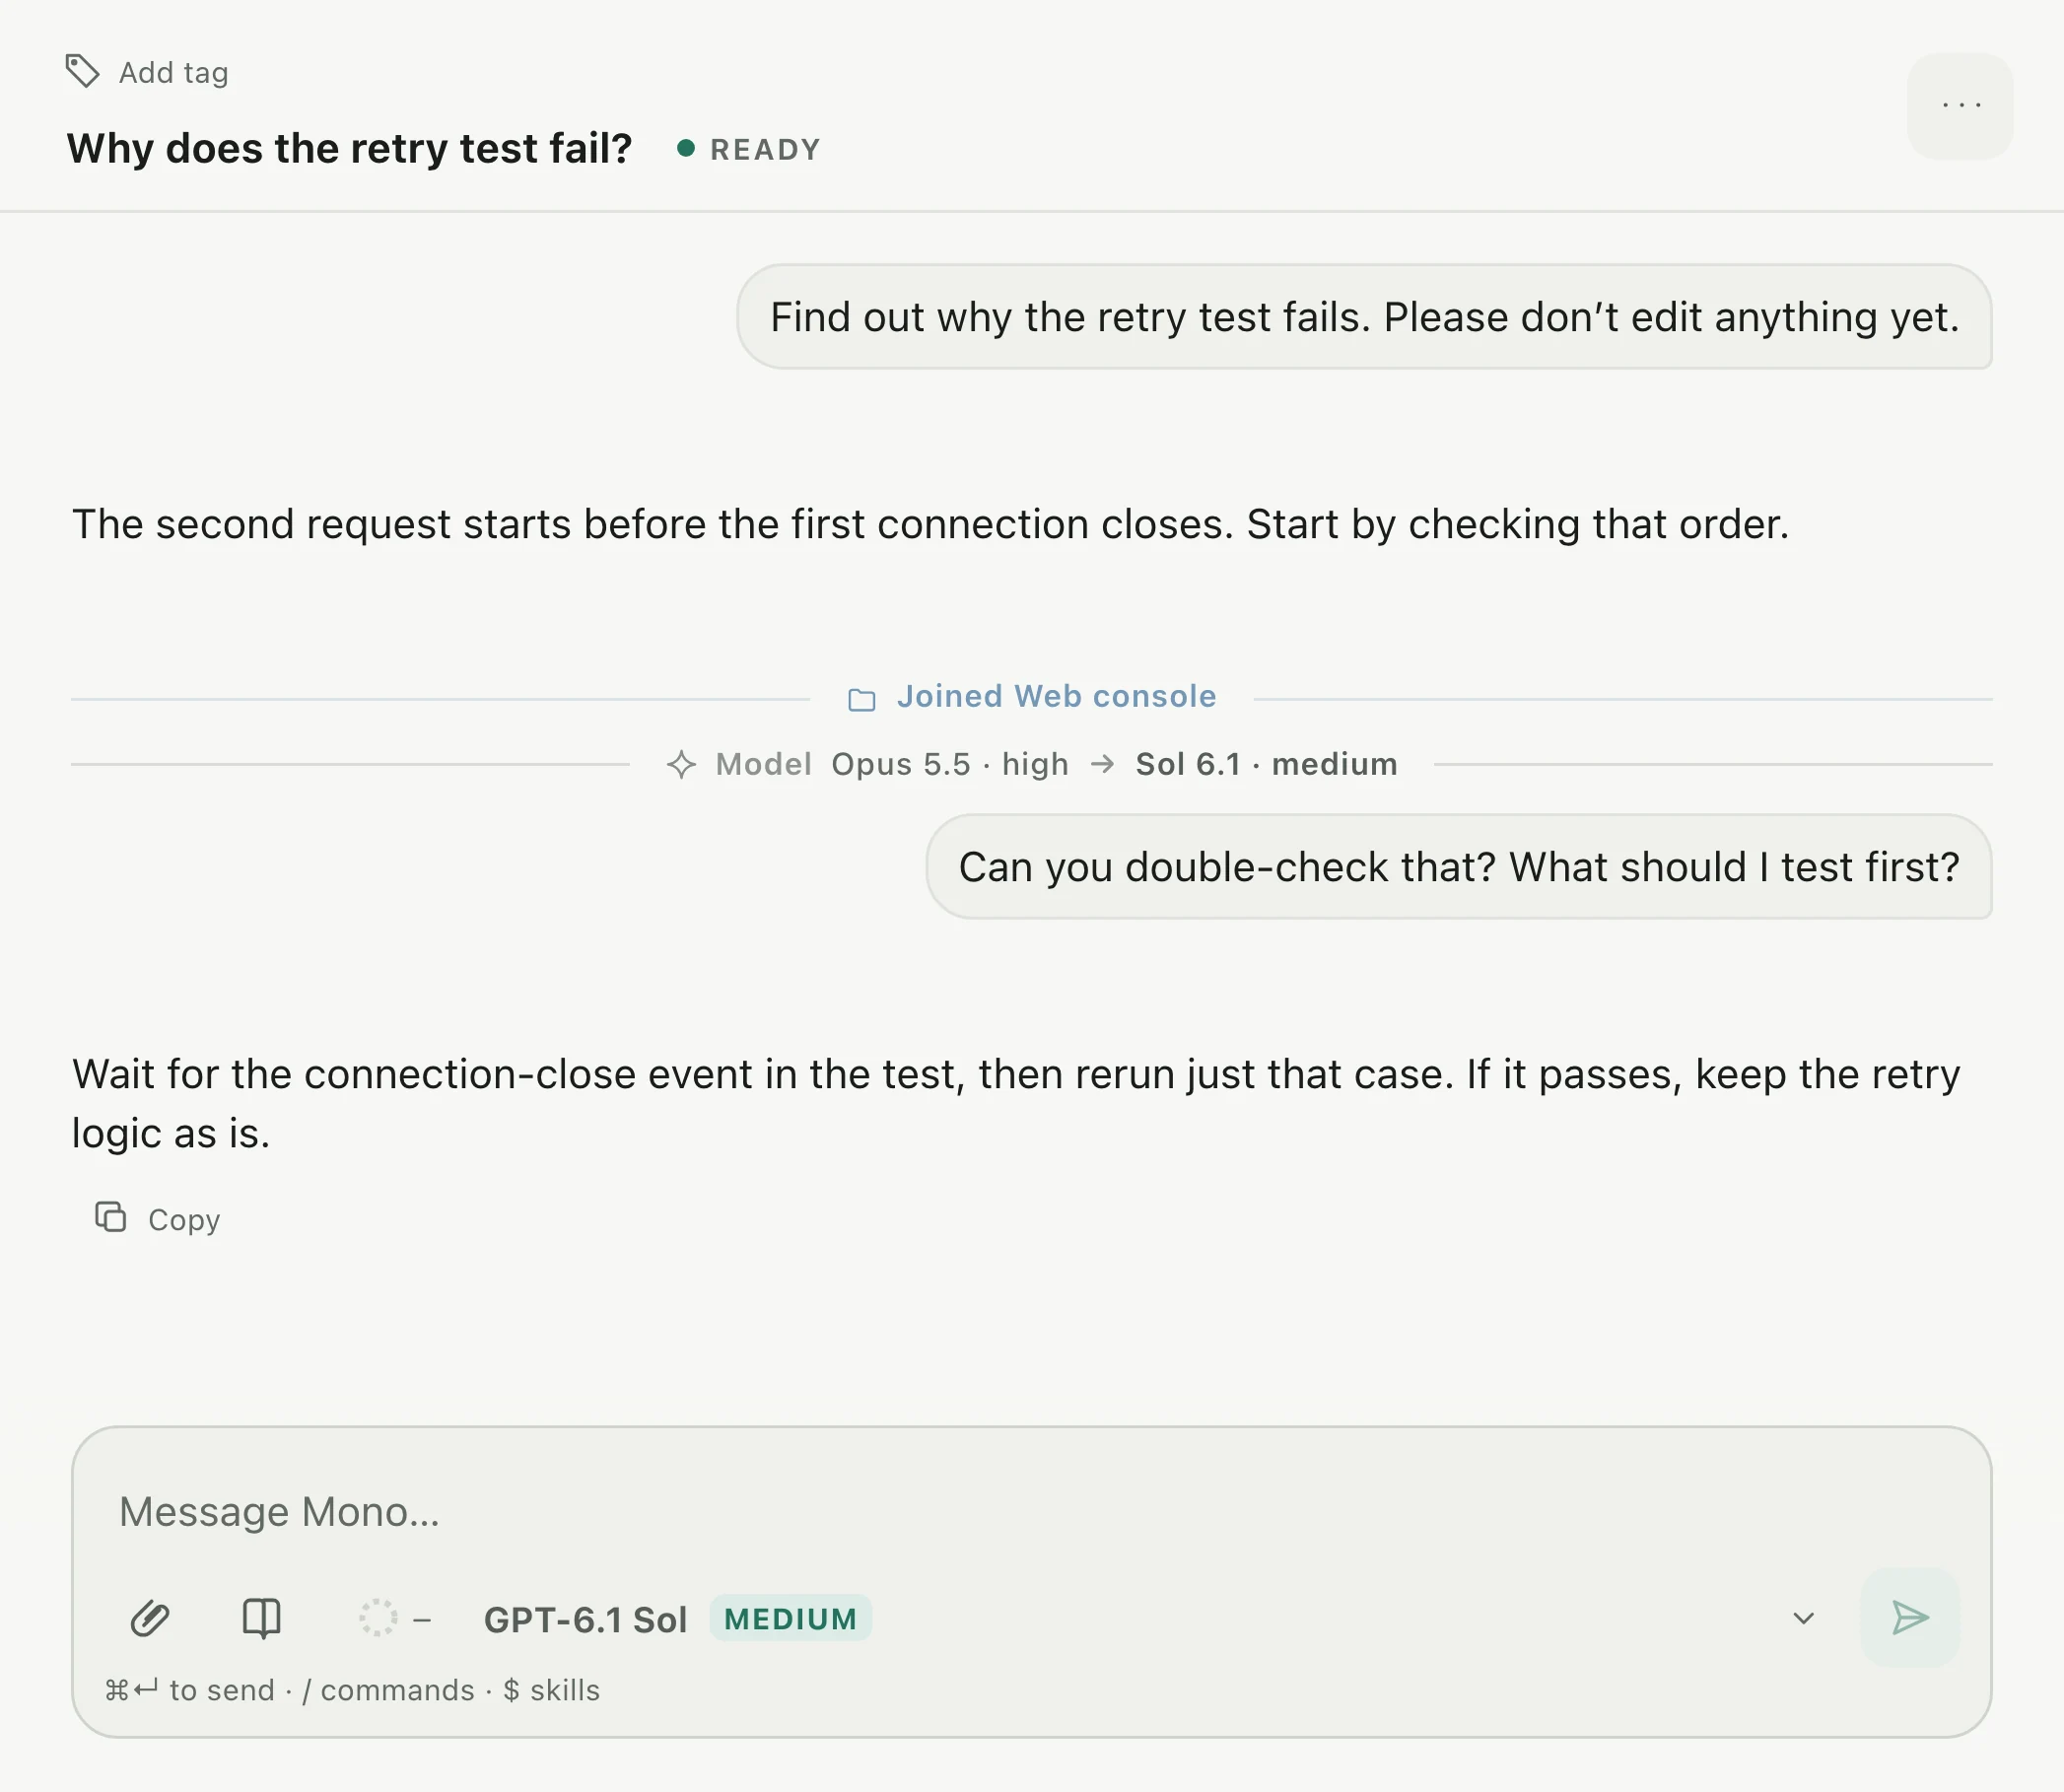 Add tag
...
Why does the retry test fail? READY
Find out why the retry test fails. Please don’t edit anything yet.
The second request starts before the first connection closes. Start by checking that order.
Joined Web console
Model Opus 5.5 · high → Sol 6.1 · medium
Can you double-check that? What should I test first?
Wait for the connection-close event in the test, then rerun just that case. If it passes, keep the retry
logic as is.
Copy
Message Mono...
– GPT-6.1 Sol MEDIUM
⌘↵ to send · / commands · $ skills